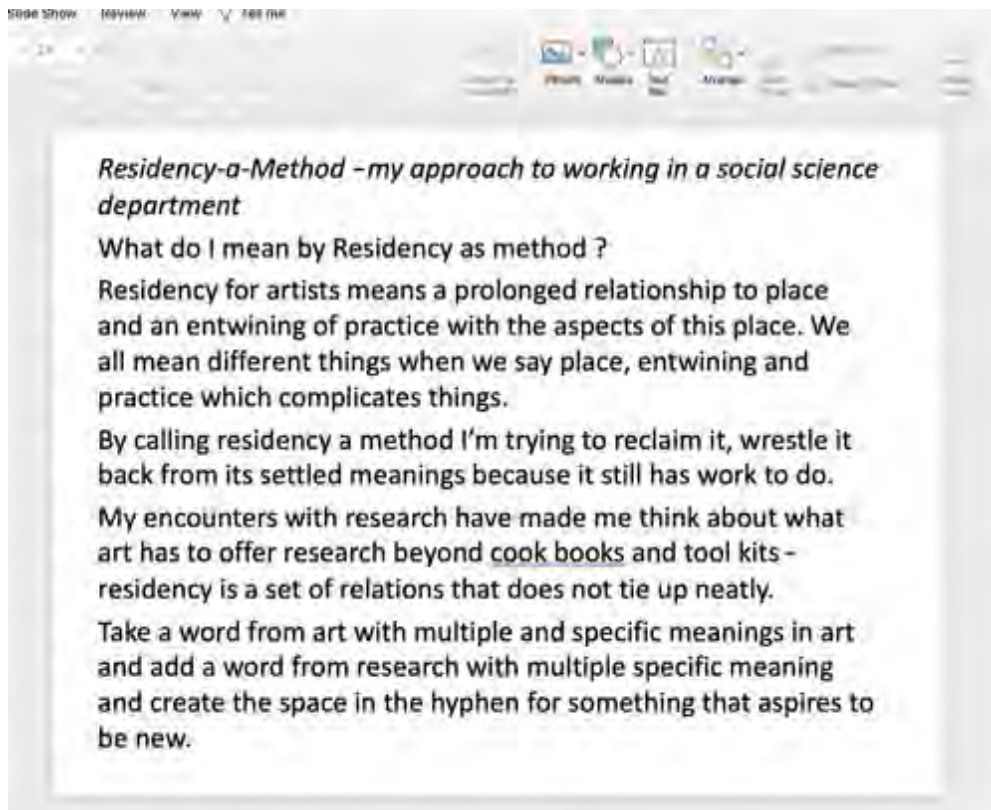 Slide Show Review View Tell me
Residency-a-Method –my approach to working in a social science
department
What do I mean by Residency as method ?
Residency for artists means a prolonged relationship to place
and an entwining of practice with the aspects of this place. We
all mean different things when we say place, entwining and
practice which complicates things.
By calling residency a method I'm trying to reclaim it, wrestle it
back from its settled meanings because it still has work to do.
My encounters with research have made me think about what
art has to offer research beyond cook books and tool kits -
residency is a set of relations that does not tie up neatly.
Take a word from art with multiple and specific meanings in art
and add a word from research with multiple specific meaning
and create the space in the hyphen for something that aspires to
be new.